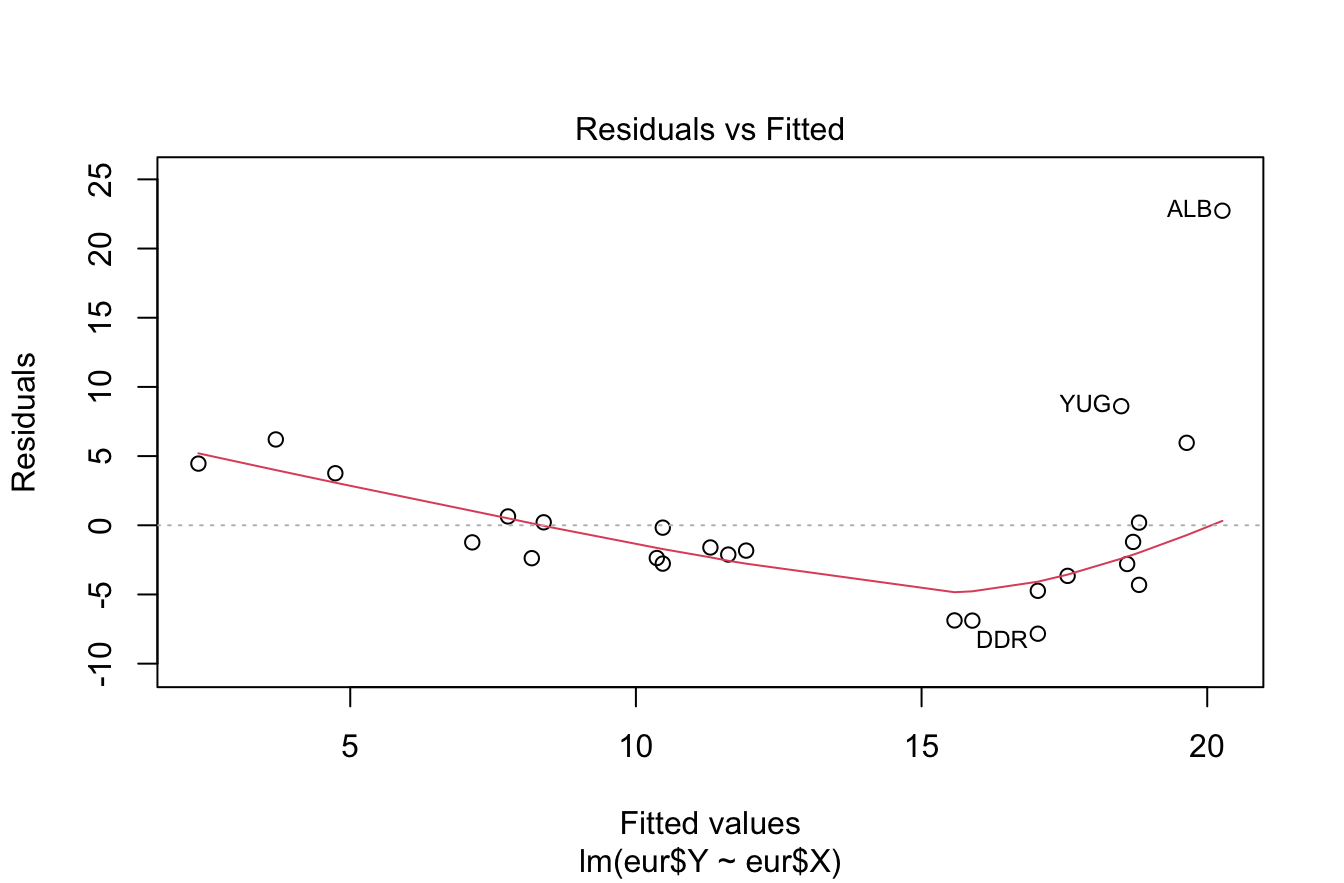 Residuals vs Fitted
25
20
15
10
5
0
-5
-10
Residuals
ALB
YUG
DDR
5 10 15 20
Fitted values
lm(eur$Y ~ eur$X)